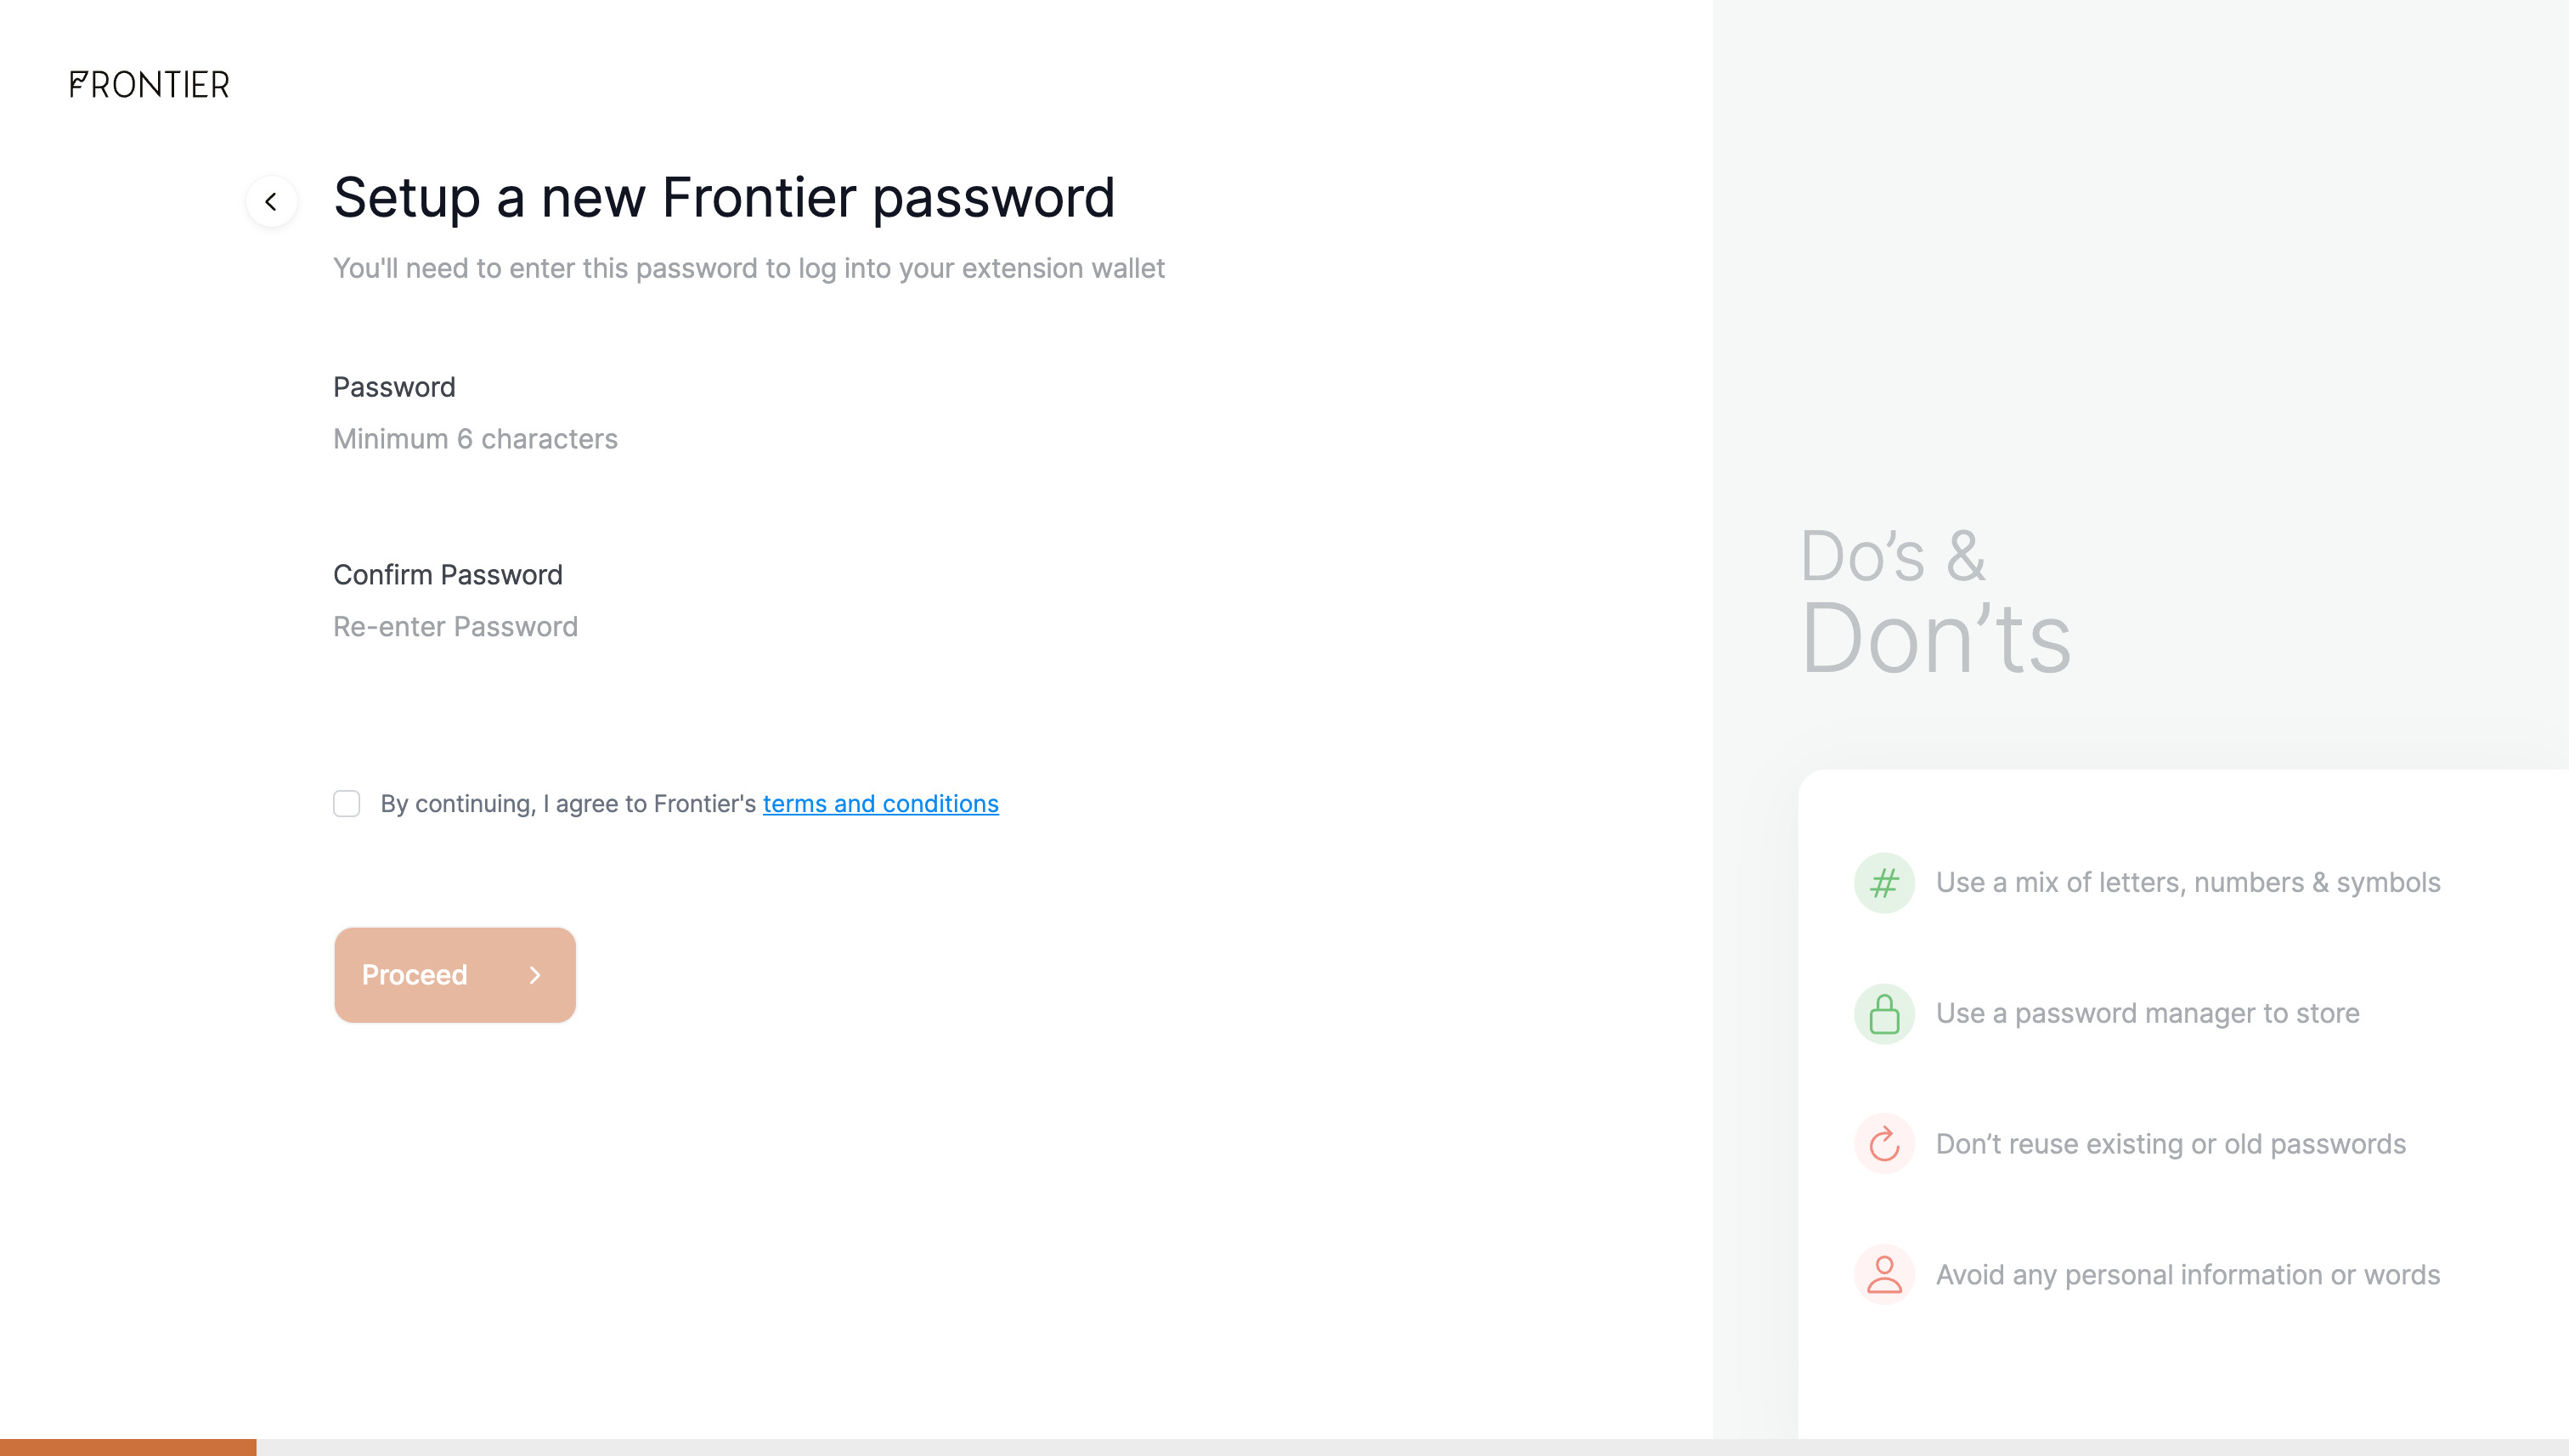 FRONTIER
Setup a new Frontier password
You'll need to enter this password to log into your extension wallet
Password
Minimum 6 characters
Confirm Password
Re-enter Password
By continuing, I agree to Frontier's terms and conditions
Proceed
Do’s &
Don’ts
Use a mix of letters, numbers & symbols
Use a password manager to store
Don’t reuse existing or old passwords
Avoid any personal information or words